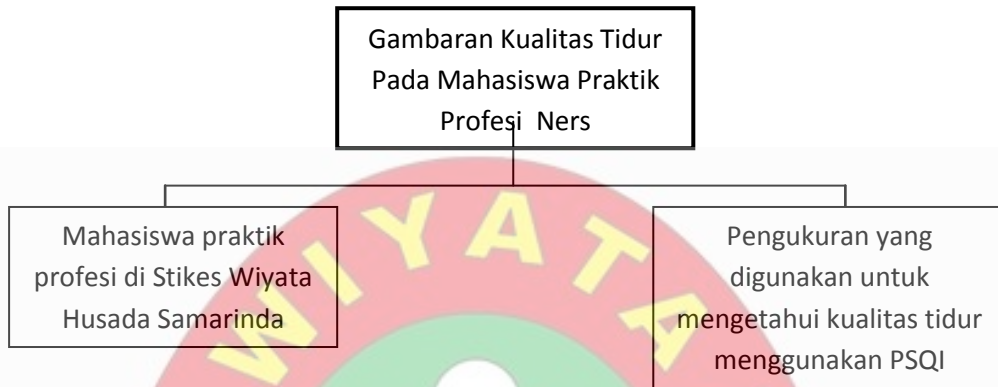 Gambaran Kualitas Tidur
Pada Mahasiswa Praktik
Profesi Ners
Mahasiswa praktik
profesi di Stikes Wiyata
Husada Samarinda
Pengukuran yang
digunakan untuk
mengetahui kualitas tidur
menggunakan PSQI
WIYATA